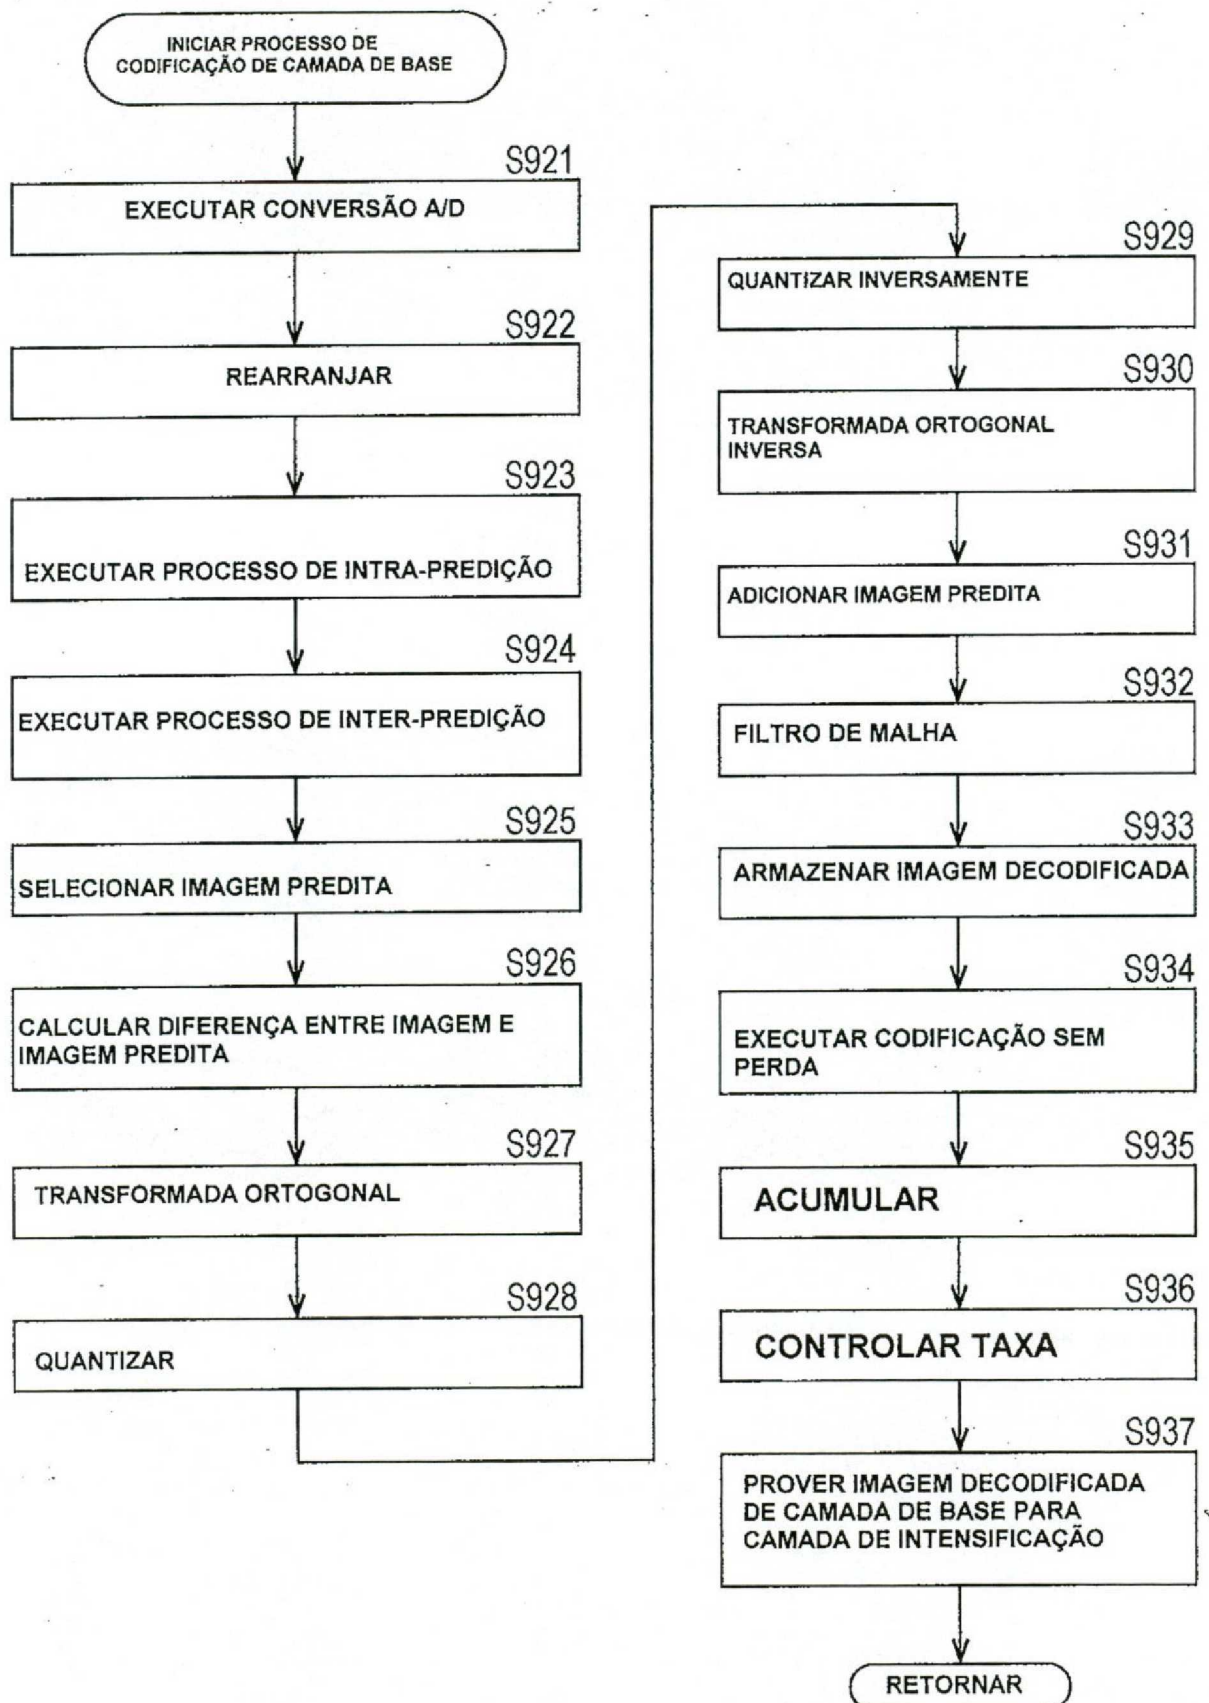 INICIAR PROCESSO DE
CODIFICAÇÃO DE CAMADA DE BASE
S921
EXECUTAR CONVERSÃO A/D
S922
REARRANJAR
S923
EXECUTAR PROCESSO DE INTRA-PREDIÇÃO
S924
EXECUTAR PROCESSO DE INTER-PREDIÇÃO
S925
SELECIONAR IMAGEM PREDITA
S926
CALCULAR DIFERENÇA ENTRE IMAGEM E
IMAGEM PREDITA
S927
TRANSFORMADA ORTOGONAL
S928
QUANTIZAR
S929
QUANTIZAR INVERSAMENTE
S930
TRANSFORMADA ORTOGONAL
INVERSA
S931
ADICIONAR IMAGEM PREDITA
S932
FILTRO DE MALHA
S933
ARMAZENAR IMAGEM DECODIFICADA
S934
EXECUTAR CODIFICAÇÃO SEM
PERDA
S935
ACUMULAR
S936
CONTROLAR TAXA
S937
PROVER IMAGEM DECODIFICADA
DE CAMADA DE BASE PARA
CAMADA DE INTENSIFICAÇÃO
RETORNAR